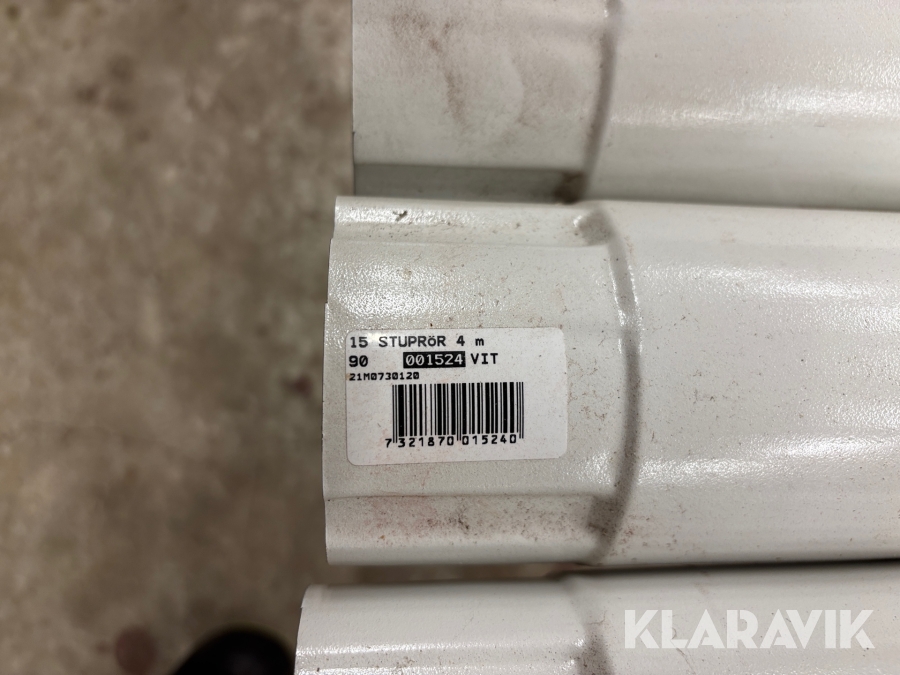 15 STUPRöR 4 m
90 001524 VIT
21M0730120
7 321870 015240
KLARAVIK